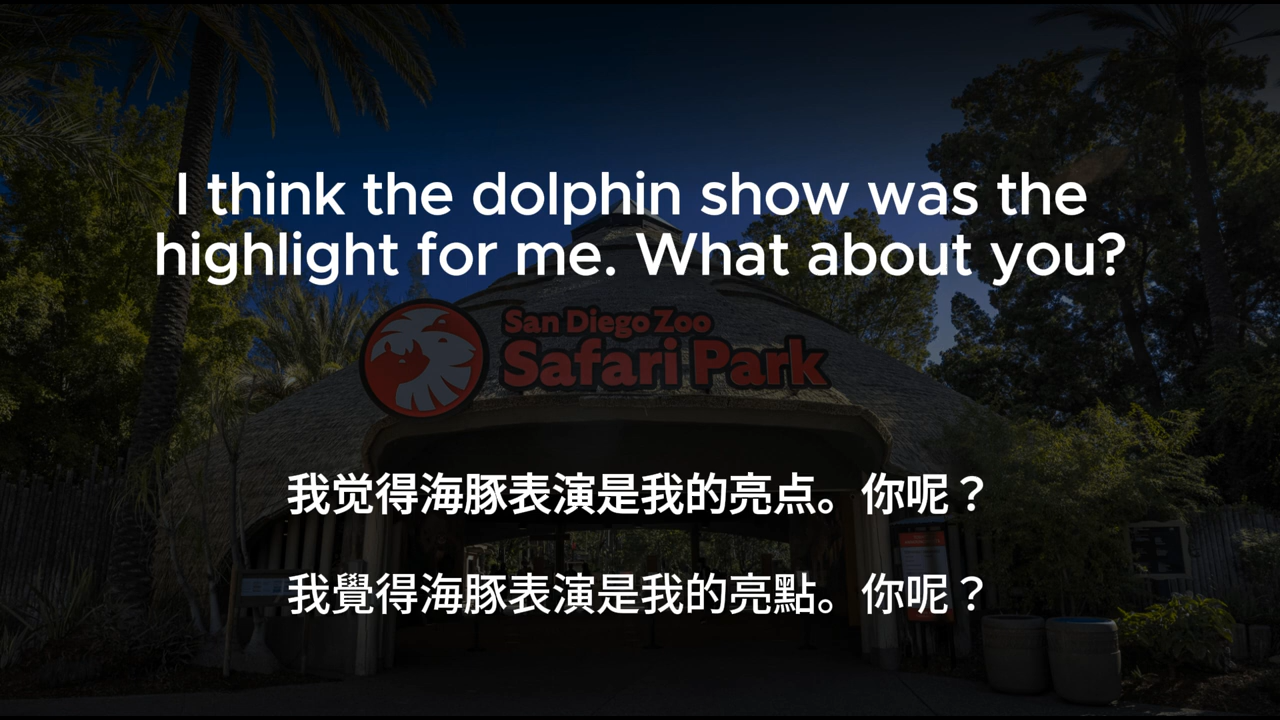 I think the dolphin show was the
highlight for me. What about you?
San Diego Zoo
Safari Park
我觉得海豚表演是我的亮点。你呢？
我覺得海豚表演是我的亮點。你呢？